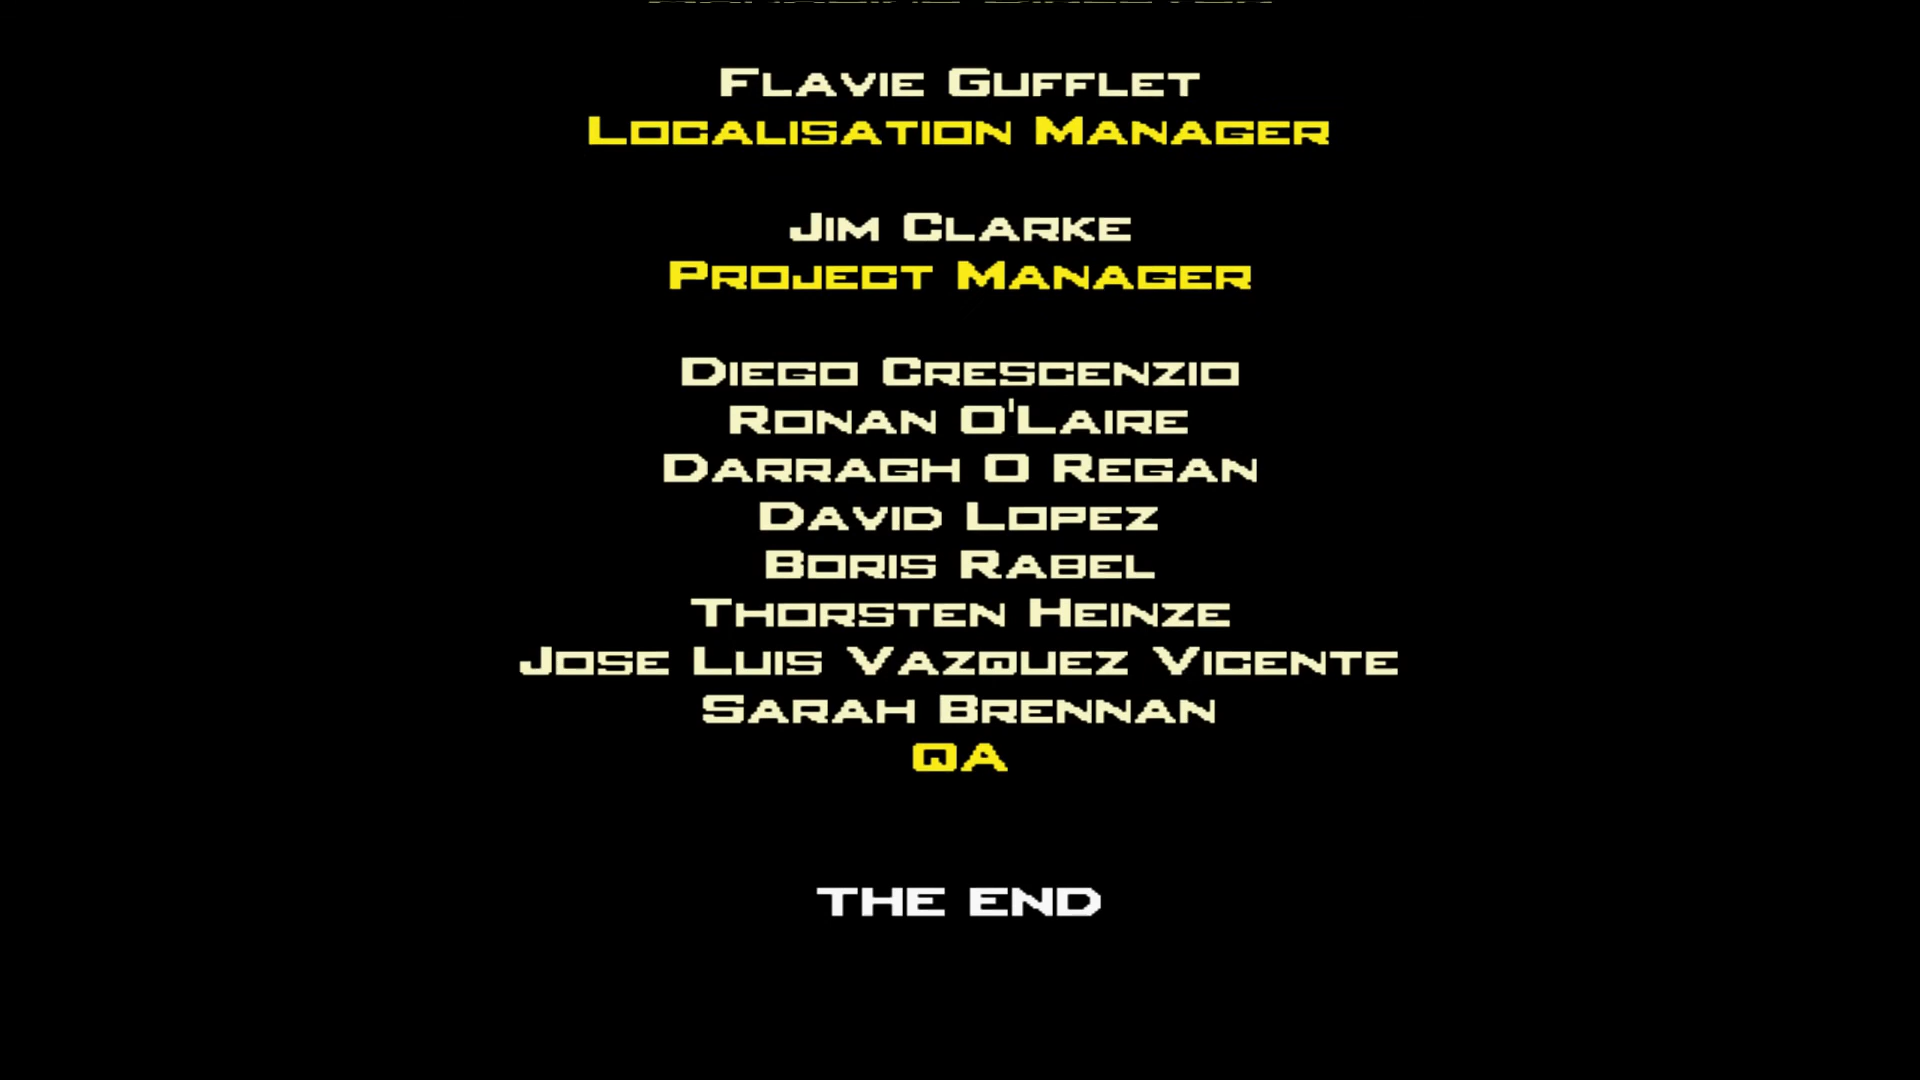 Flavie Gufflet
Localisation Manager
Jim Clarke
Project Manager
Diego Crescenzio
Ronan O'Laire
Darragh O Regan
David Lopez
Boris Rabel
Thorsten Heinze
Jose Luis Vazquez Vicente
Sarah Brennan
QA
THE END